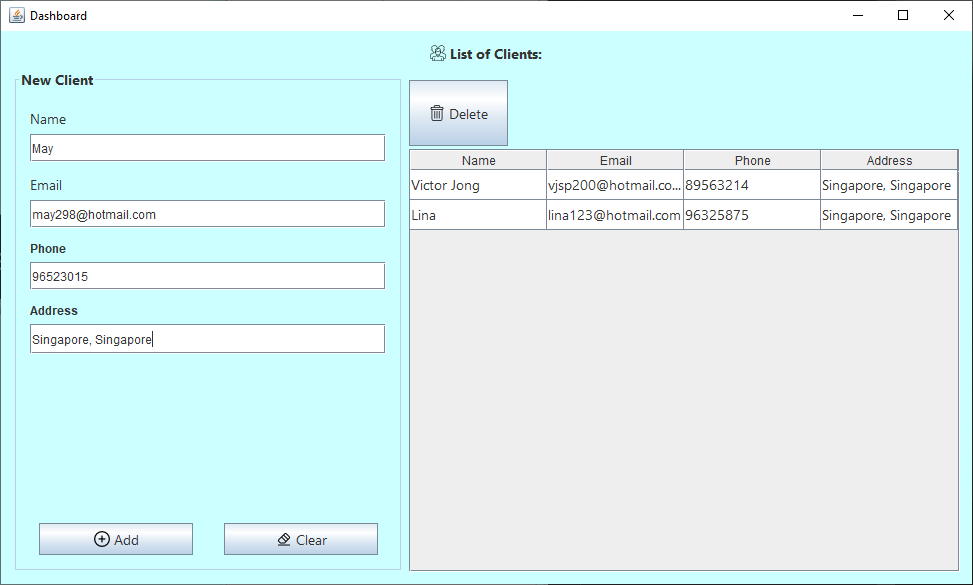 Dashboard
List of Clients:
New Client
Name
May
Email
may298@hotmail.com
Phone
96523015
Address
Singapore, Singapore
Add Clear
Delete
Name Email Phone Address
Victor Jong vjsp200@hotmail.co... 89563214 Singapore, Singapore
Lina lina123@hotmail.com 96325875 Singapore, Singapore